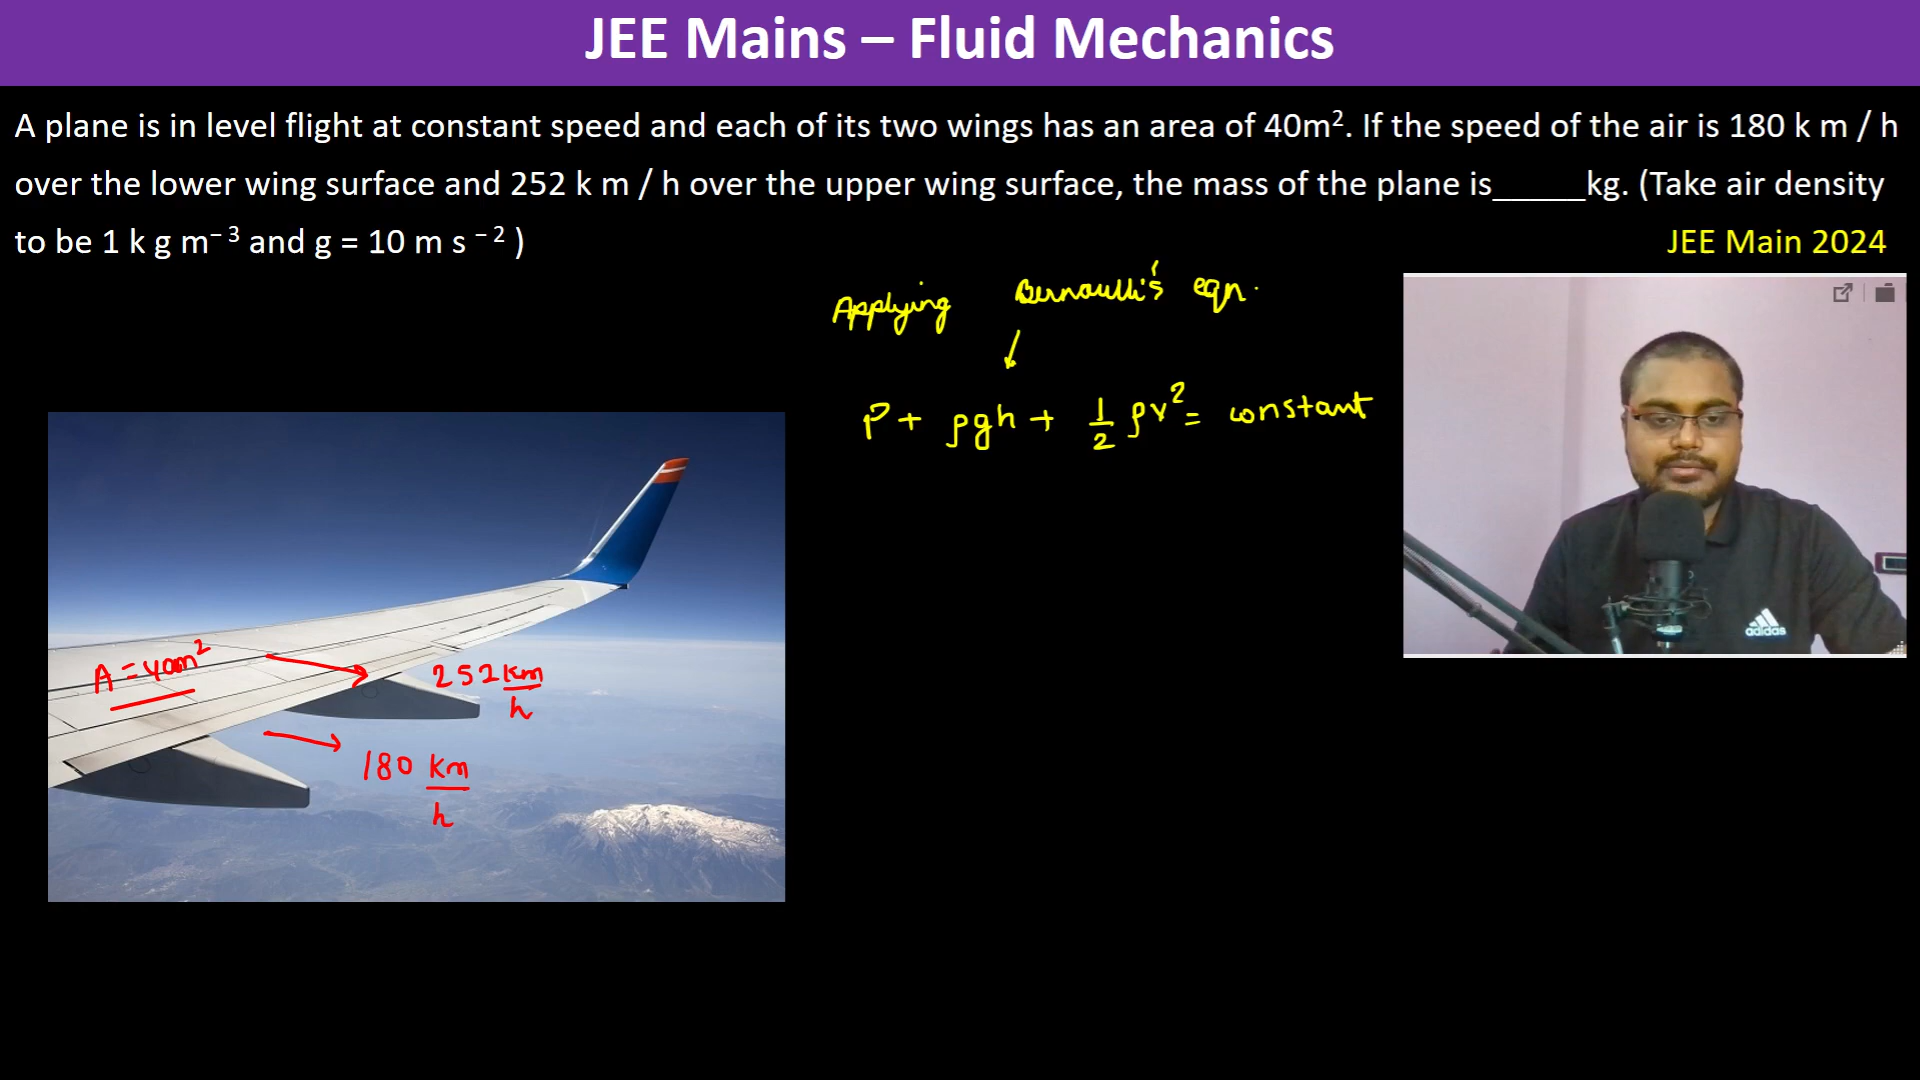 JEE Mains – Fluid Mechanics
A plane is in level flight at constant speed and each of its two wings has an area of 40m². If the speed of the air is 180 k m / h
over the lower wing surface and 252 k m / h over the upper wing surface, the mass of the plane is_____kg. (Take air density
to be 1 k g m⁻³ and g = 10 m s⁻² )
JEE Main 2024
Applying Bernoulli's eqn.
P + ρgh + 1/2 ρv² = constant
A = 40m²
252 km/h
180 km/h
adidas